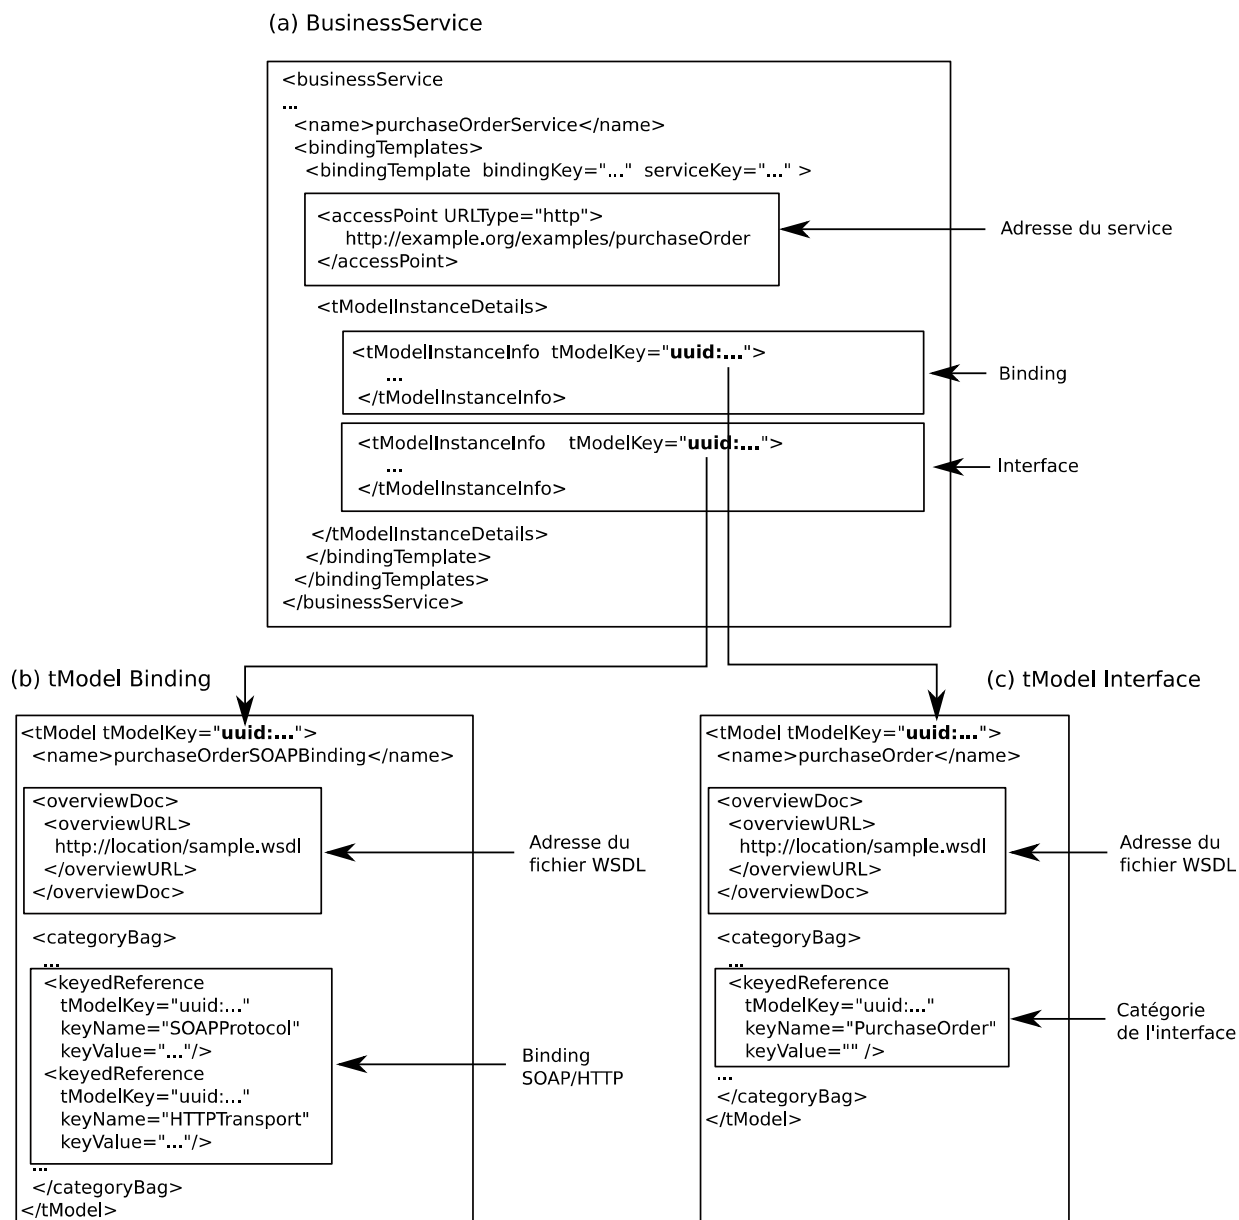 (a) BusinessService
<businessService
...
<name>purchaseOrderService</name>
<bindingTemplates>
<bindingTemplate bindingKey="..." serviceKey="..." >
<accessPoint URLType="http">
http://example.org/examples/purchaseOrder
</accessPoint>
Adresse du service
<tModelInstanceDetails>
<tModelInstanceInfo tModelKey="uuid:...">
...
</tModelInstanceInfo>
Binding
<tModelInstanceInfo tModelKey="uuid:...">
...
</tModelInstanceInfo>
Interface
</tModelInstanceDetails>
</bindingTemplate>
</bindingTemplates>
</businessService>
(b) tModel Binding
<tModel tModelKey="uuid:...">
<name>purchaseOrderSOAPBinding</name>
<overviewDoc>
<overviewURL>
http://location/sample.wsdl
</overviewURL>
</overviewDoc>
Adresse du
fichier WSDL
<categoryBag>
...
<keyedReference
tModelKey="uuid:..."
keyName="SOAPProtocol"
keyValue="..."/>
<keyedReference
tModelKey="uuid:..."
keyName="HTTPTransport"
keyValue="..."/>
Binding
SOAP/HTTP
...
</categoryBag>
</tModel>
(c) tModel Interface
<tModel tModelKey="uuid:...">
<name>purchaseOrder</name>
<overviewDoc>
<overviewURL>
http://location/sample.wsdl
</overviewURL>
</overviewDoc>
Adresse du
fichier WSDL
<categoryBag>
...
<keyedReference
tModelKey="uuid:..."
keyName="PurchaseOrder"
keyValue="" />
Catégorie
de l'interface
...
</categoryBag>
</tModel>